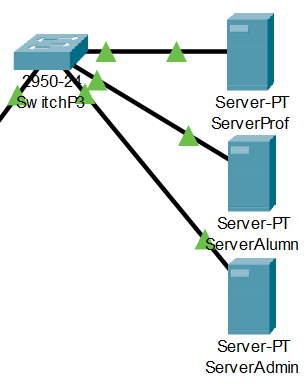 2950-24
SwitchP3
Server-PT
ServerProf
Server-PT
ServerAlumn
Server-PT
ServerAdmin